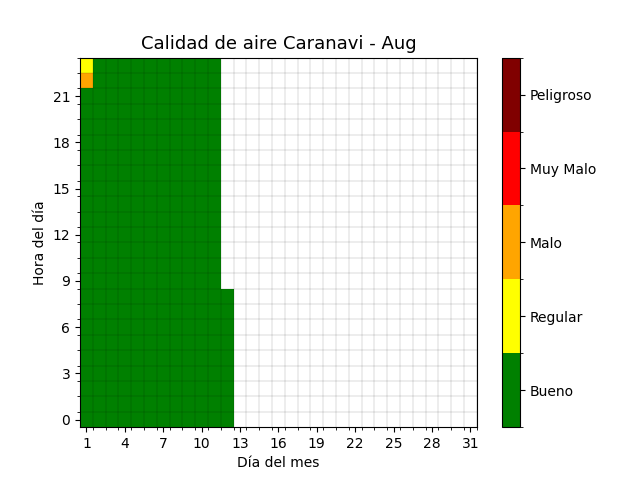 Calidad de aire Caranavi - Aug
Hora del día
21
18
15
12
9
6
3
0
1 4 7 10 13 16 19 22 25 28 31
Día del mes
Peligroso
Muy Malo
Malo
Regular
Bueno